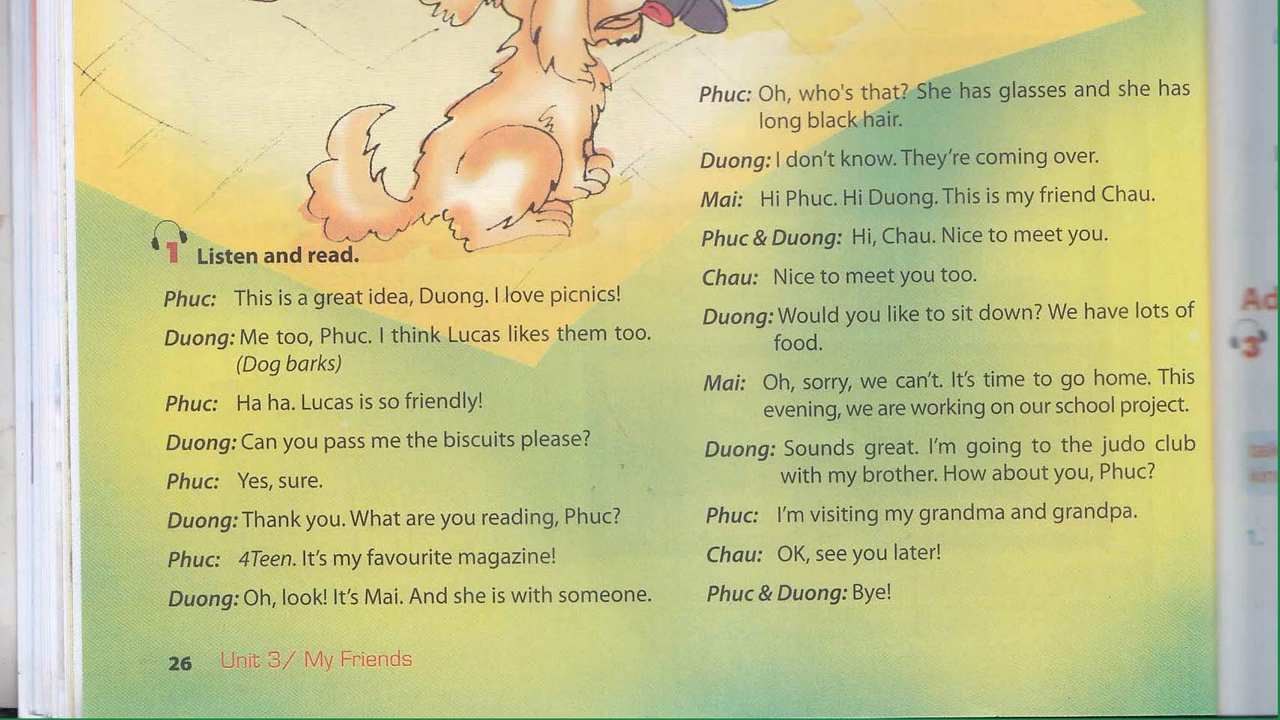 1 Listen and read.
Phuc: This is a great idea, Duong. I love picnics!
Duong: Me too, Phuc. I think Lucas likes them too.
(Dog barks)
Phuc: Ha ha. Lucas is so friendly!
Duong: Can you pass me the biscuits please?
Phuc: Yes, sure.
Duong: Thank you. What are you reading, Phuc?
Phuc: 4Teen. It's my favourite magazine!
Duong: Oh, look! It's Mai. And she is with someone.
Phuc: Oh, who's that? She has glasses and she has
long black hair.
Duong: I don't know. They're coming over.
Mai: Hi Phuc. Hi Duong. This is my friend Chau.
Phuc & Duong: Hi, Chau. Nice to meet you.
Chau: Nice to meet you too.
Duong: Would you like to sit down? We have lots of
food.
Mai: Oh, sorry, we can't. It's time to go home. This
evening, we are working on our school project.
Duong: Sounds great. I'm going to the judo club
with my brother. How about you, Phuc?
Phuc: I'm visiting my grandma and grandpa.
Chau: OK, see you later!
Phuc & Duong: Bye!
26 Unit 3/ My Friends
3
1.